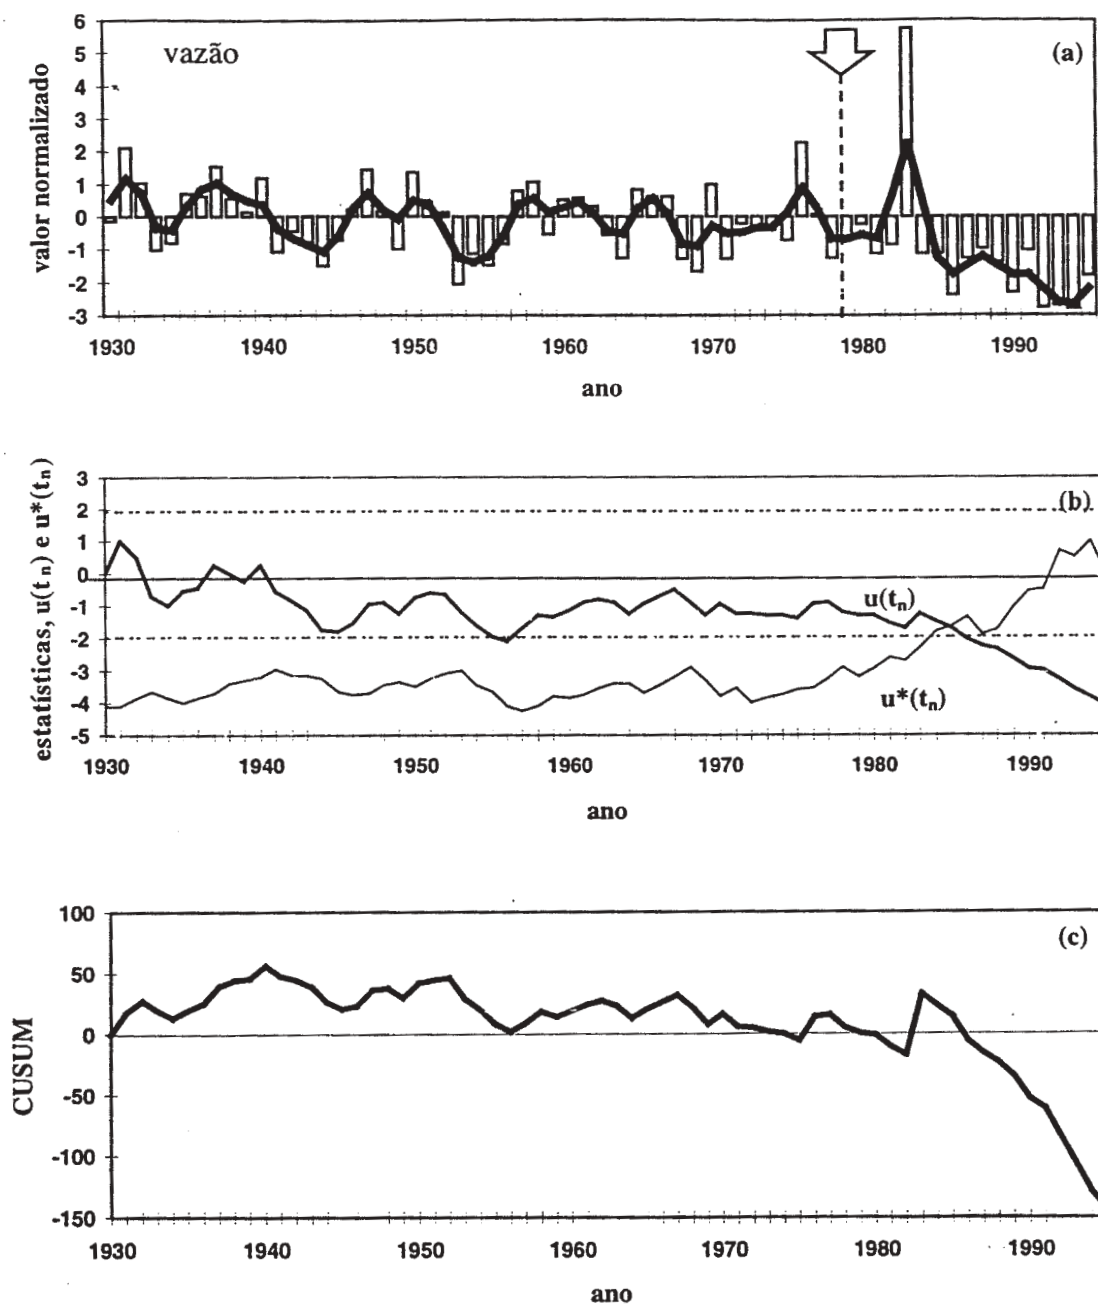 vazão
(a)
valor normalizado
6
5
4
3
2
1
0
-1
-2
-3
1930 1940 1950 1960 1970 1980 1990
ano
(b)
estatísticas, u(tn) e u*(tn)
3
2
1
0
-1
-2
-3
-4
-5
u(tn)
u*(tn)
1930 1940 1950 1960 1970 1980 1990
ano
(c)
CUSUM
100
50
0
-50
-100
-150
1930 1940 1950 1960 1970 1980 1990
ano